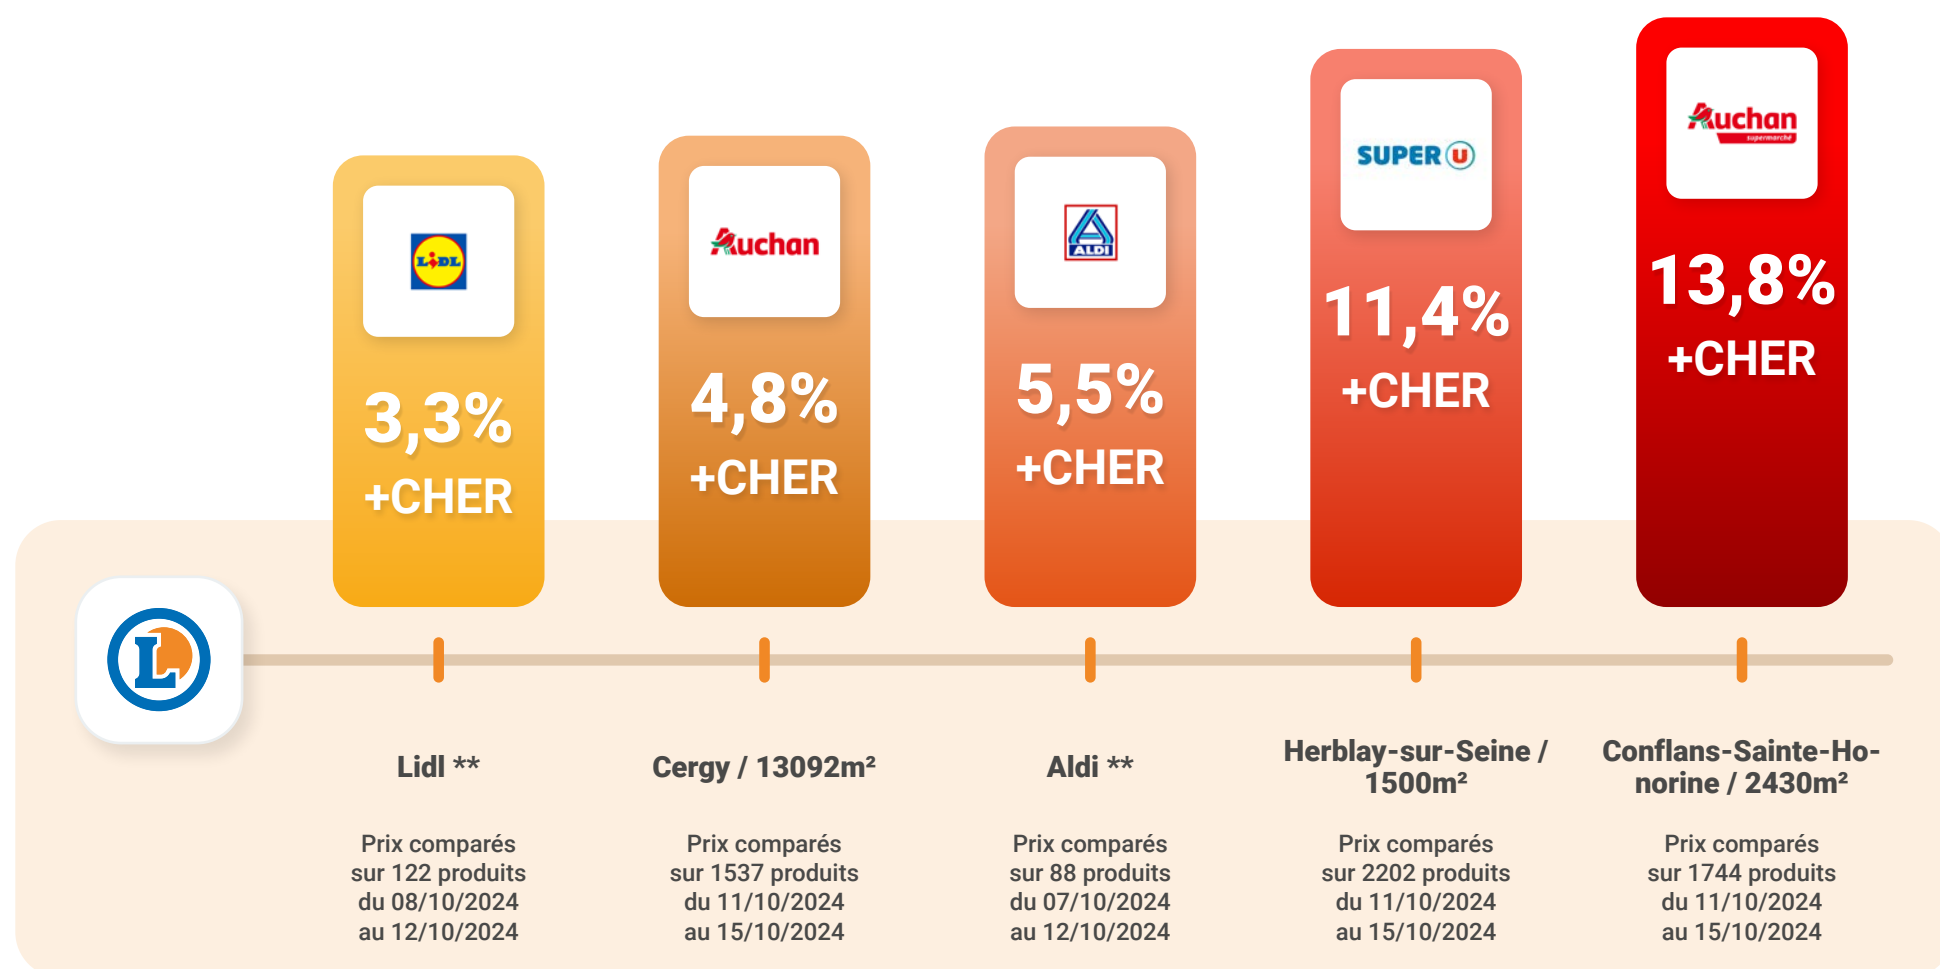 LIDL
3,3%
+CHER
Auchan
4,8%
+CHER
ALDI
5,5%
+CHER
SUPER U
11,4%
+CHER
Auchan
supermarché
13,8%
+CHER
L
Lidl **
Prix comparés
sur 122 produits
du 08/10/2024
au 12/10/2024
Cergy / 13092m²
Prix comparés
sur 1537 produits
du 11/10/2024
au 15/10/2024
Aldi **
Prix comparés
sur 88 produits
du 07/10/2024
au 12/10/2024
Herblay-sur-Seine /
1500m²
Prix comparés
sur 2202 produits
du 11/10/2024
au 15/10/2024
Conflans-Sainte-Ho-
norine / 2430m²
Prix comparés
sur 1744 produits
du 11/10/2024
au 15/10/2024